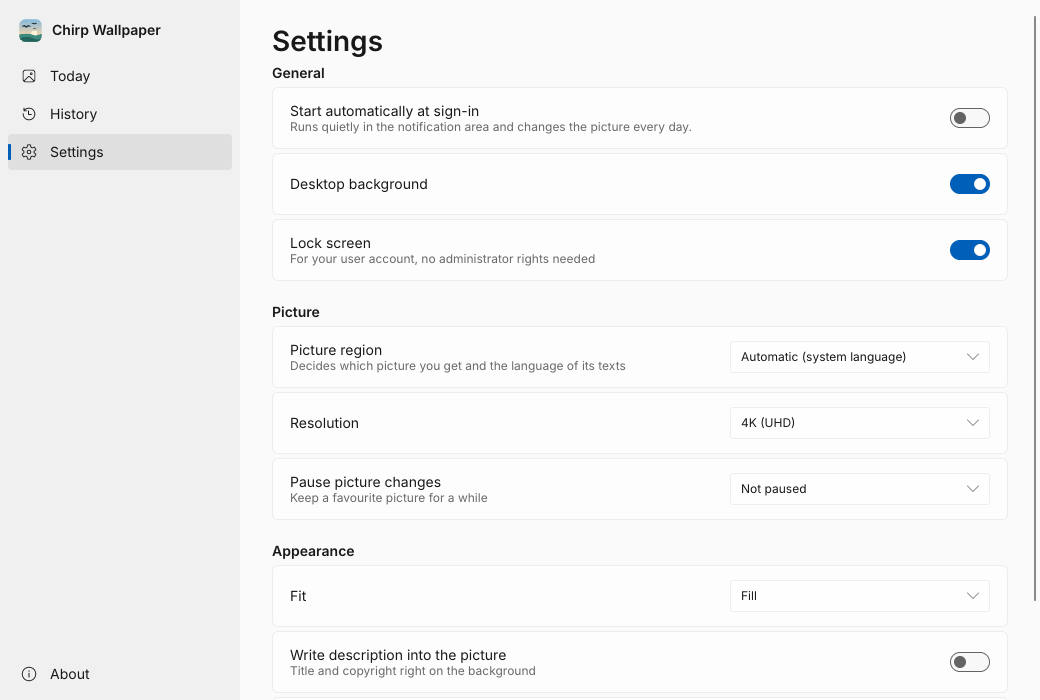 Chirp Wallpaper
Today
History
Settings
About
Settings
General
Start automatically at sign-in
Runs quietly in the notification area and changes the picture every day.
Desktop background
Lock screen
For your user account, no administrator rights needed
Picture
Picture region
Decides which picture you get and the language of its texts
Automatic (system language)
Resolution
4K (UHD)
Pause picture changes
Keep a favourite picture for a while
Not paused
Appearance
Fit
Fill
Write description into the picture
Title and copyright right on the background